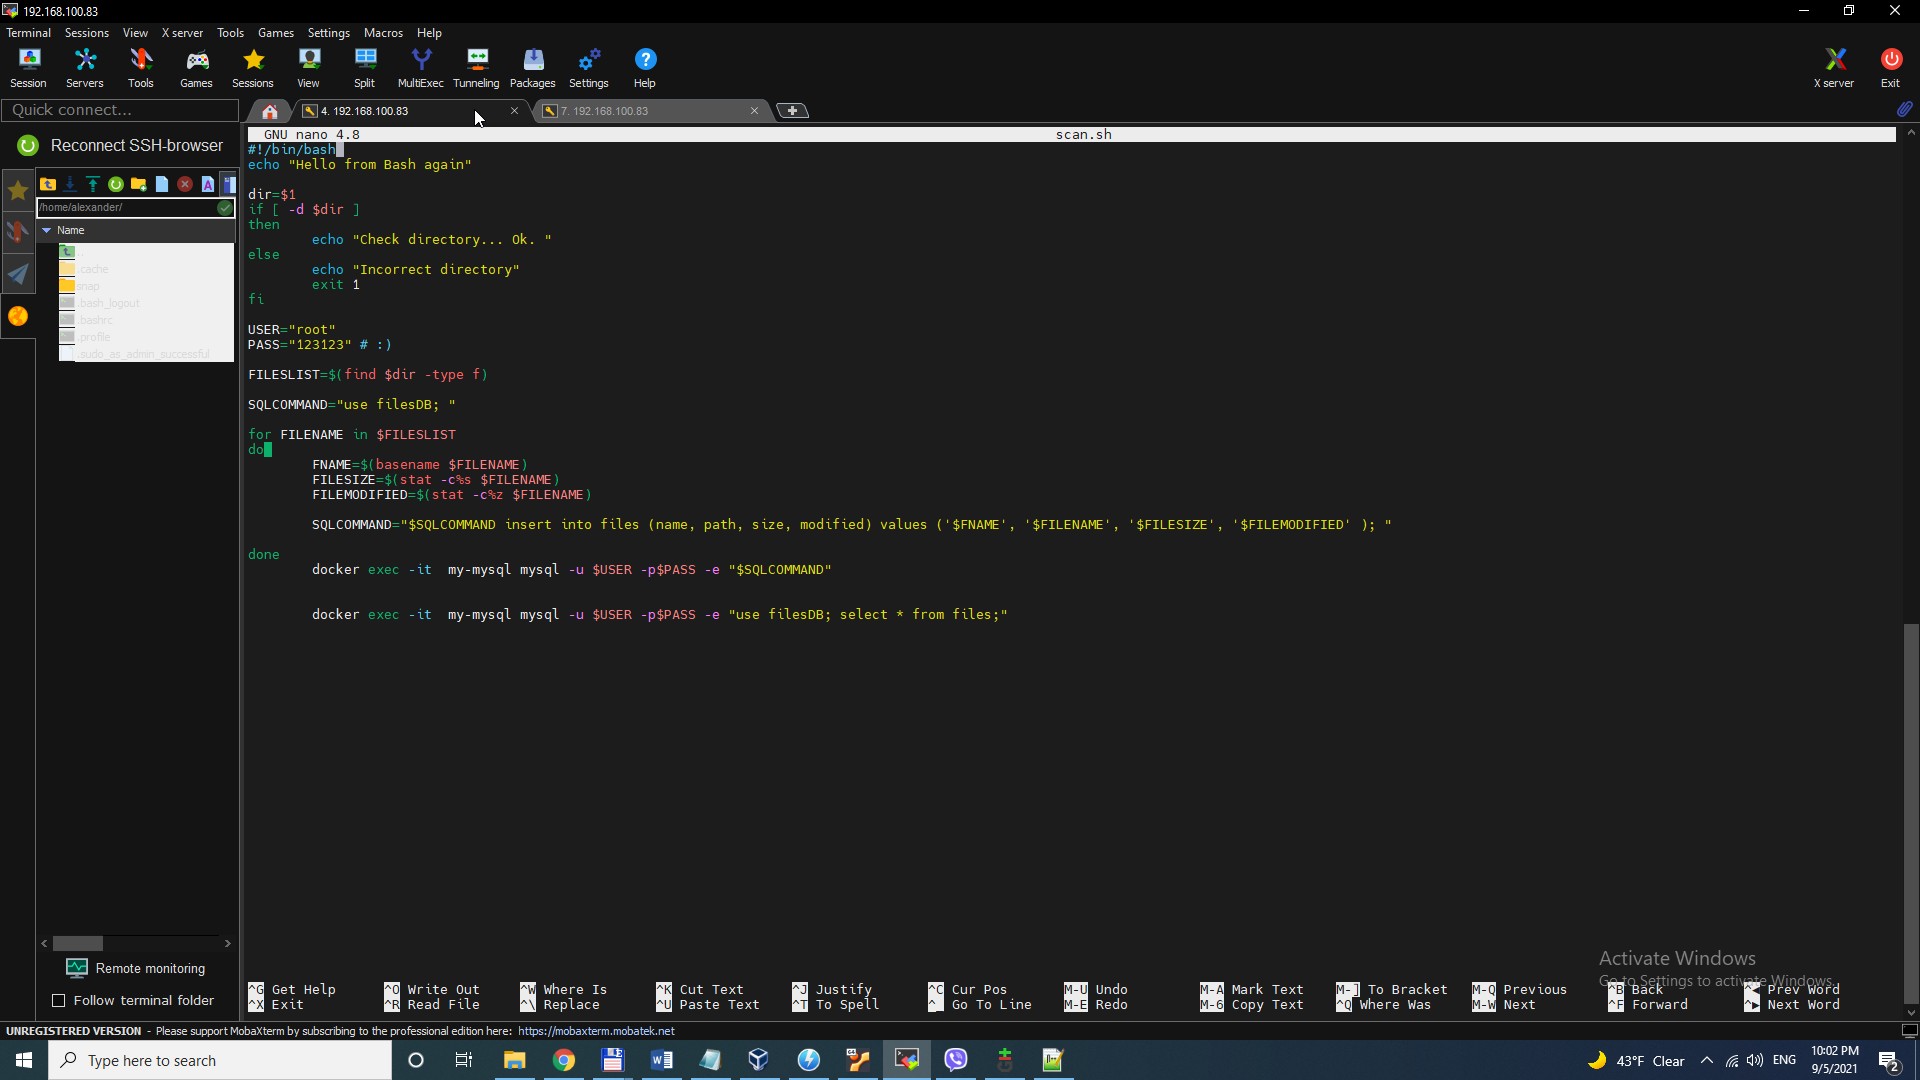 192.168.100.83
Terminal Sessions View X server Tools Games Settings Macros Help
Session Servers Tools Games Sessions View Split MultiExec Tunneling Packages Settings Help X server Exit
Quick connect...
4. 192.168.100.83
7. 192.168.100.83
Reconnect SSH-browser
/home/alexander/
Name
..
.cache
snap
.bash_logout
.bashrc
.profile
.sudo_as_admin_successful
Remote monitoring
Follow terminal folder
GNU nano 4.8 scan.sh
#!/bin/bash
echo "Hello from Bash again"
dir=$1
if [ -d $dir ]
then
echo "Check directory... Ok. "
else
echo "Incorrect directory"
exit 1
fi
USER="root"
PASS="123123" # :)
FILESLIST=$(find $dir -type f)
SQLCOMMAND="use filesDB; "
for FILENAME in $FILESLIST
do
FNAME=$(basename $FILENAME)
FILESIZE=$(stat -c%s $FILENAME)
FILEMODIFIED=$(stat -c%z $FILENAME)
SQLCOMMAND="$SQLCOMMAND insert into files (name, path, size, modified) values ('$FNAME', '$FILENAME', '$FILESIZE', '$FILEMODIFIED' ); "
done
docker exec -it  my-mysql mysql -u $USER -p$PASS -e "$SQLCOMMAND"
docker exec -it  my-mysql mysql -u $USER -p$PASS -e "use filesDB; select * from files;"
^G Get Help ^O Write Out ^W Where Is ^K Cut Text ^J Justify ^C Cur Pos M-U Undo M-A Mark Text M-] To Bracket M-Q Previous ^B Back ^◀ Prev Word
^X Exit ^R Read File ^\ Replace ^U Paste Text ^T To Spell ^_ Go To Line M-E Redo M-6 Copy Text ^Q Where Was M-W Next ^F Forward ^▶ Next Word
Activate Windows
Go to Settings to activate Windows.
UNREGISTERED VERSION - Please support MobaXterm by subscribing to the professional edition here: https://mobaxterm.mobatek.net
Type here to search
43°F Clear
ENG
10:02 PM
9/5/2021
2